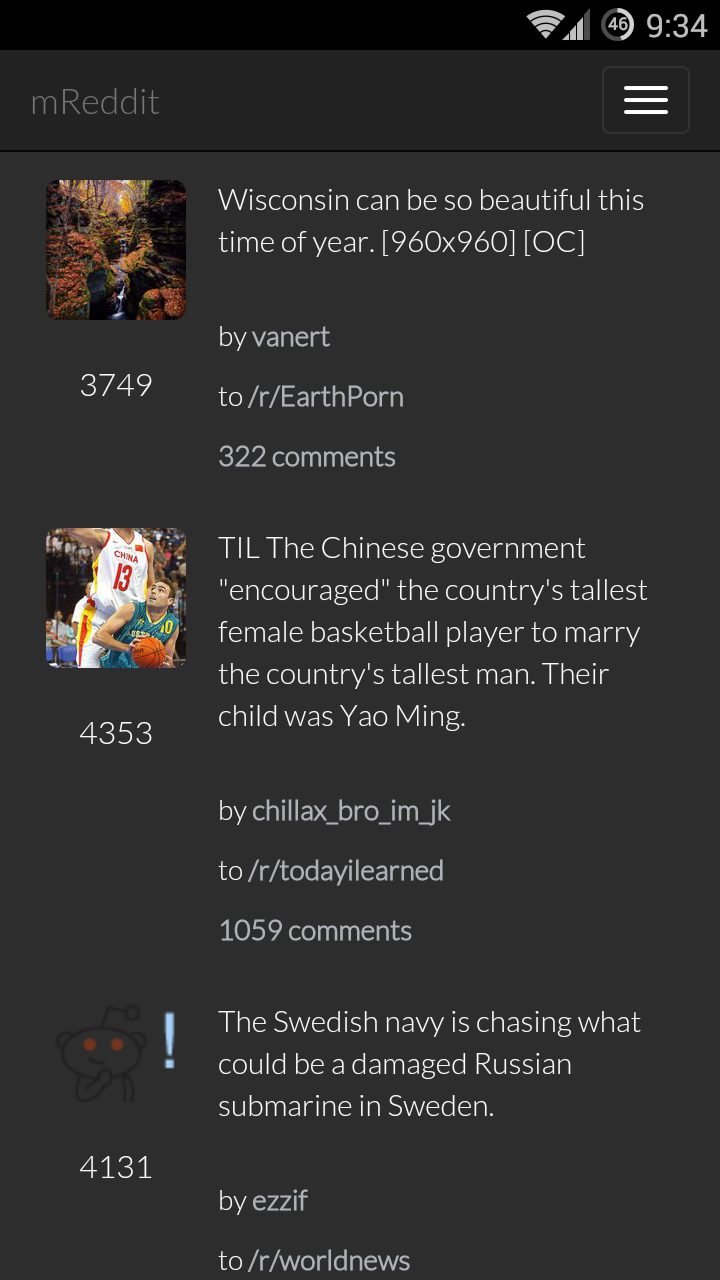 46 9:34
mReddit
Wisconsin can be so beautiful this
time of year. [960x960] [OC]
by vanert
3749
to /r/EarthPorn
322 comments
TIL The Chinese government
"encouraged" the country's tallest
female basketball player to marry
the country's tallest man. Their
child was Yao Ming.
CHINA
13
10
4353
by chillax_bro_im_jk
to /r/todayilearned
1059 comments
The Swedish navy is chasing what
could be a damaged Russian
submarine in Sweden.
!
4131
by ezzif
to /r/worldnews